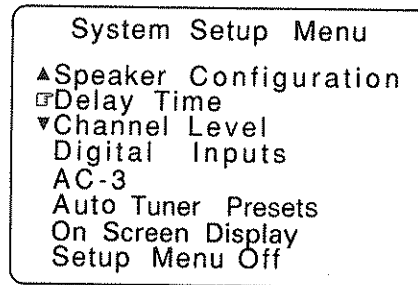 System Setup Menu
Speaker Configuration
Delay Time
Channel Level
Digital Inputs
AC-3
Auto Tuner Presets
On Screen Display
Setup Menu Off